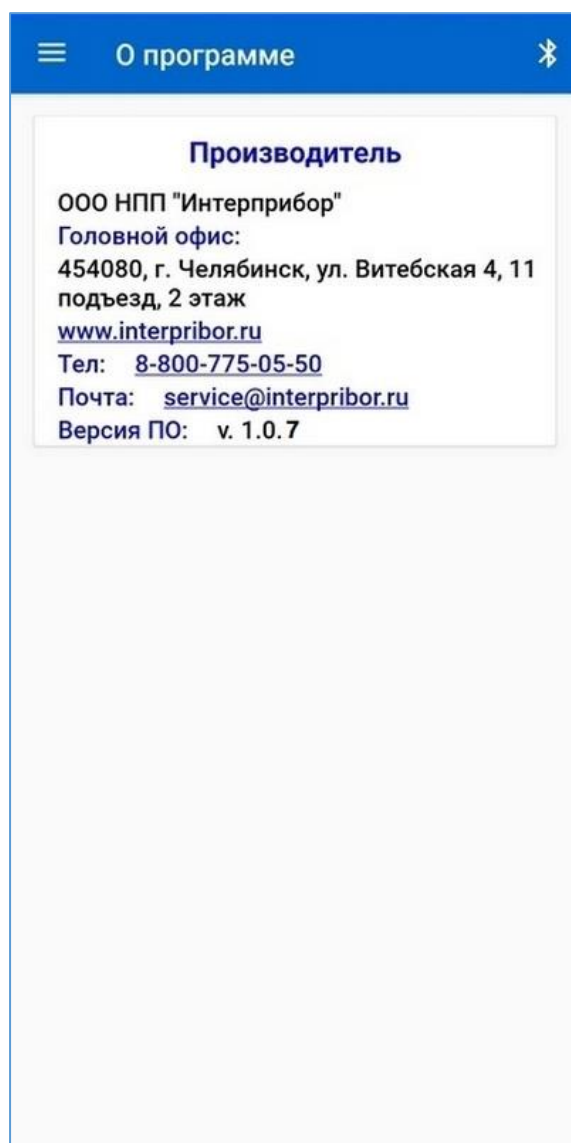 О программе
Производитель
ООО НПП "Интерприбор"
Головной офис:
454080, г. Челябинск, ул. Витебская 4, 11
подъезд, 2 этаж
www.interpribor.ru
Тел: 8-800-775-05-50
Почта: service@interpribor.ru
Версия ПО: v. 1.0.7